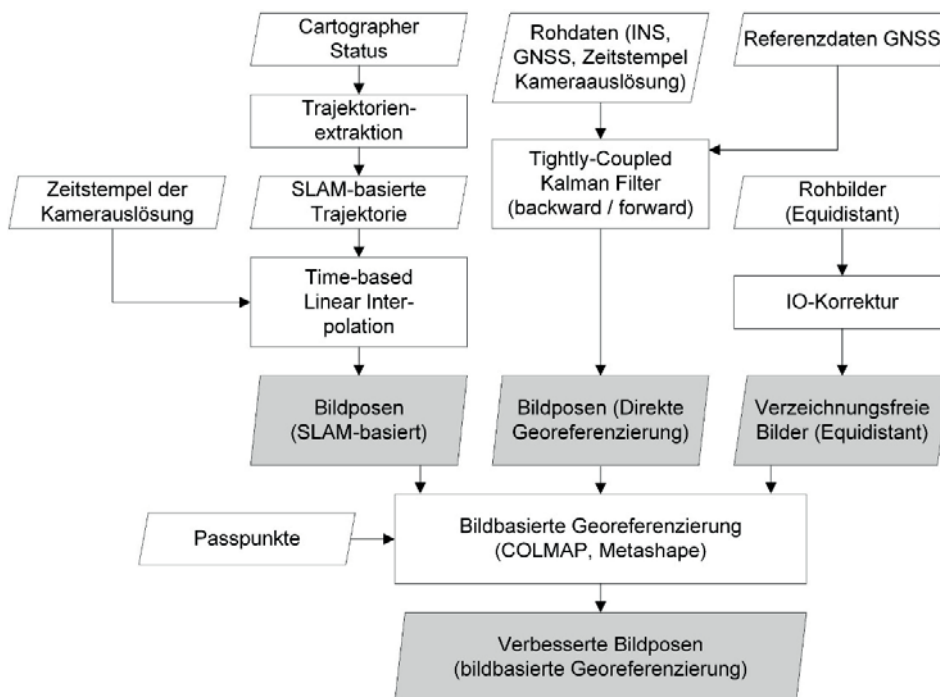 Cartographer
Status
Rohdaten (INS,
GNSS, Zeitstempel
Kameraauslösung)
Referenzdaten GNSS
Trajektorien-
extraktion
Tightly-Coupled
Kalman Filter
(backward / forward)
Zeitstempel der
Kamerauslösung
SLAM-basierte
Trajektorie
Rohbilder
(Equidistant)
Time-based
Linear Inter-
polation
IO-Korrektur
Bildposen
(SLAM-basiert)
Bildposen (Direkte
Georeferenzierung)
Verzeichnungsfreie
Bilder (Equidistant)
Passpunkte
Bildbasierte Georeferenzierung
(COLMAP, Metashape)
Verbesserte Bildposen
(bildbasierte Georeferenzierung)